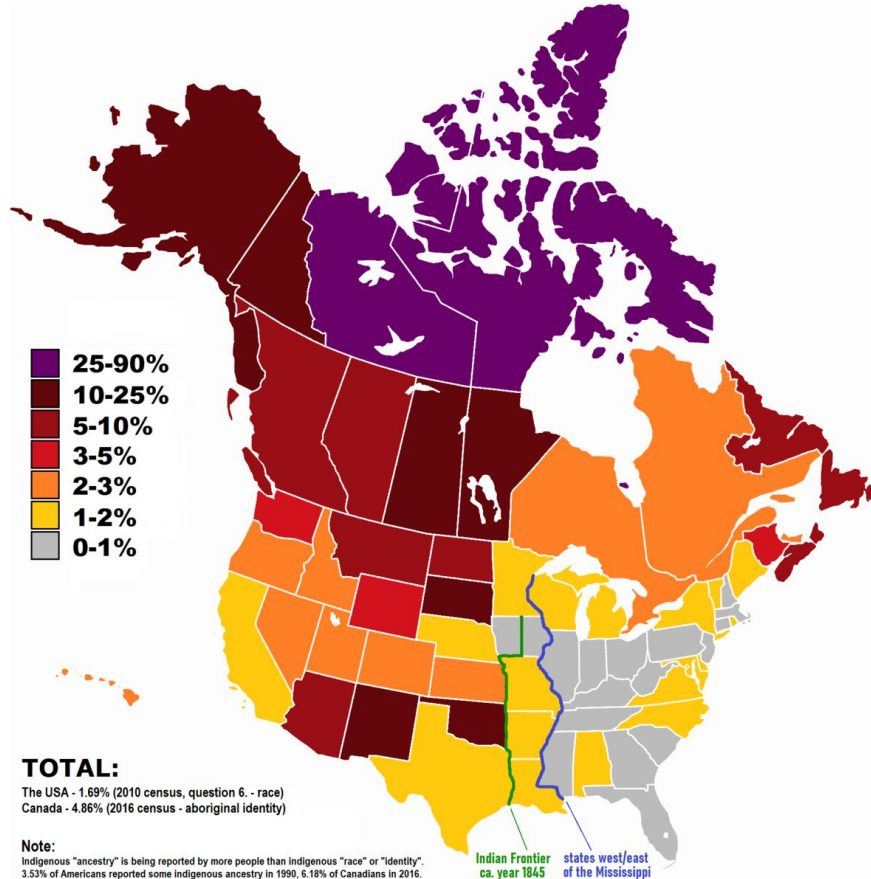 25-90%
10-25%
5-10%
3-5%
2-3%
1-2%
0-1%
TOTAL:
The USA - 1.69% (2010 census, question 6. - race)
Canada - 4.86% (2016 census - aboriginal identity)
Note:
Indigenous "ancestry" is being reported by more people than indigenous "race" or "identity".
3.53% of Americans reported some indigenous ancestry in 1990, 6.18% of Canadians in 2016.
Indian Frontier
ca. year 1845
states west/east
of the Mississippi